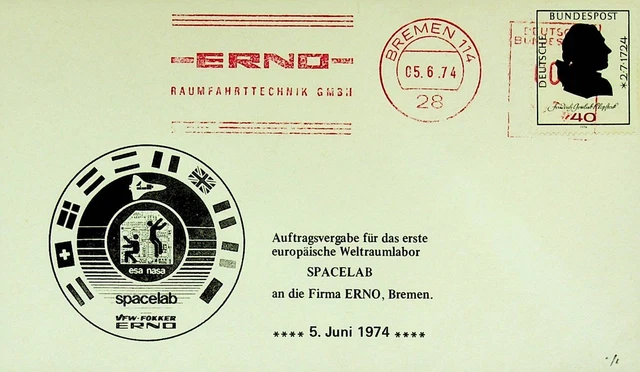 ERNO
RAUMFAHRTTECHNIK GMBH
BREMEN 114
05.6.74
28
DEUTSCHE
BUNDESPOST
DEUTSCHE
BUNDESPOST
* 2.7.1724
Friedrich Gottlieb Klopstock
40
esa nasa
spacelab
VFW-FOKKER
ERNO
Auftragsvergabe für das erste
europäische Weltraumlabor
SPACELAB
an die Firma ERNO, Bremen.
**** 5. Juni 1974 ****